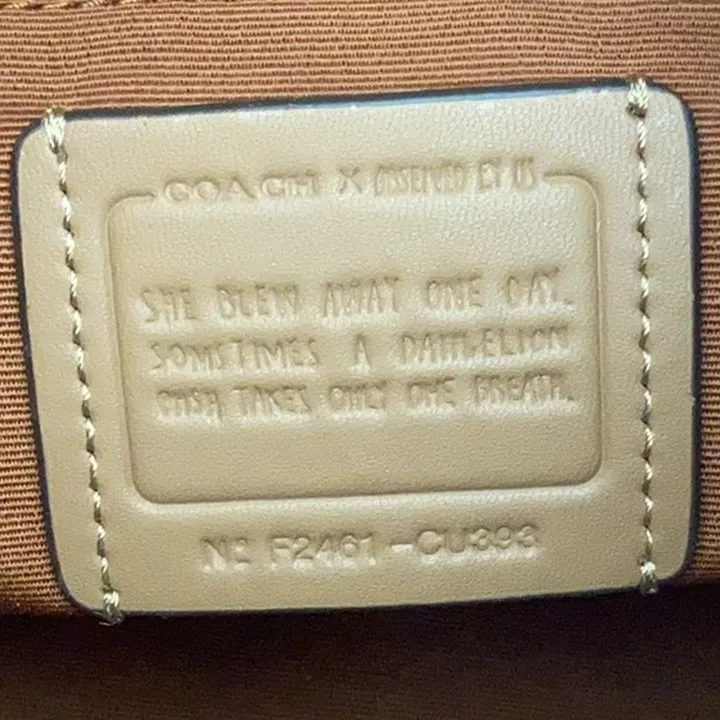 COACH X OBSERVED BY US
SHE BLEW AWAY ONE DAY.
SOMETIMES A DANDELION
WISH TAKES ONLY ONE BREATH.
Nº F2461-CU393